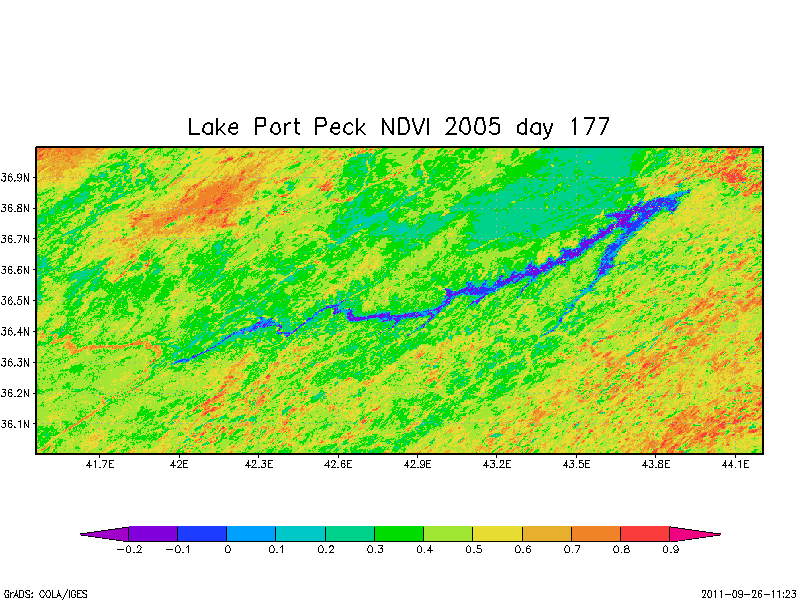 Lake Port Peck NDVI 2005 day 177
36.9N
36.8N
36.7N
36.6N
36.5N
36.4N
36.3N
36.2N
36.1N
41.7E 42E 42.3E 42.6E 42.9E 43.2E 43.5E 43.8E 44.1E
-0.2 -0.1 0 0.1 0.2 0.3 0.4 0.5 0.6 0.7 0.8 0.9
GrADS: COLA/IGES 2011-09-26-11:23